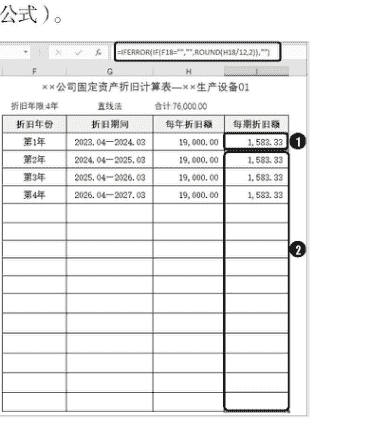 公式）。
=IFERROR(IF(F18="","",ROUND(H18/12,2)),"")
F G H I
××公司固定资产折旧计算表—××生产设备01
折旧年限:4年 直线法 合计:76,000.00
折旧年份 折旧期间 每年折旧额 每期折旧额
第1年 2023.04—2024.03 19,000.00 1,583.33 1
第2年 2024.04—2025.03 19,000.00 1,583.33
第3年 2025.04—2026.03 19,000.00 1,583.33
第4年 2026.04—2027.03 19,000.00 1,583.33
2